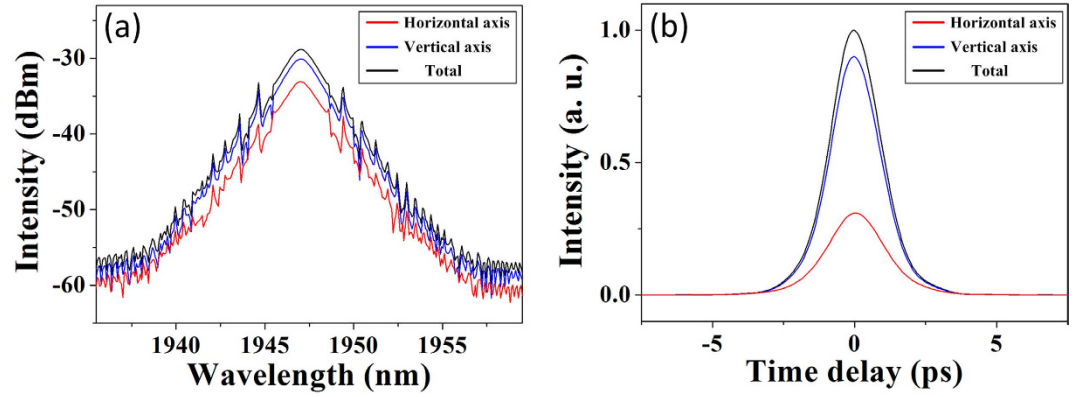 (a)
Horizontal axis
Vertical axis
Total
Intensity (dBm)
-30
-40
-50
-60
1940
1945
1950
1955
Wavelength (nm)
(b)
Horizontal axis
Vertical axis
Total
Intensity (a. u.)
1.0
0.5
0.0
-5
0
5
Time delay (ps)